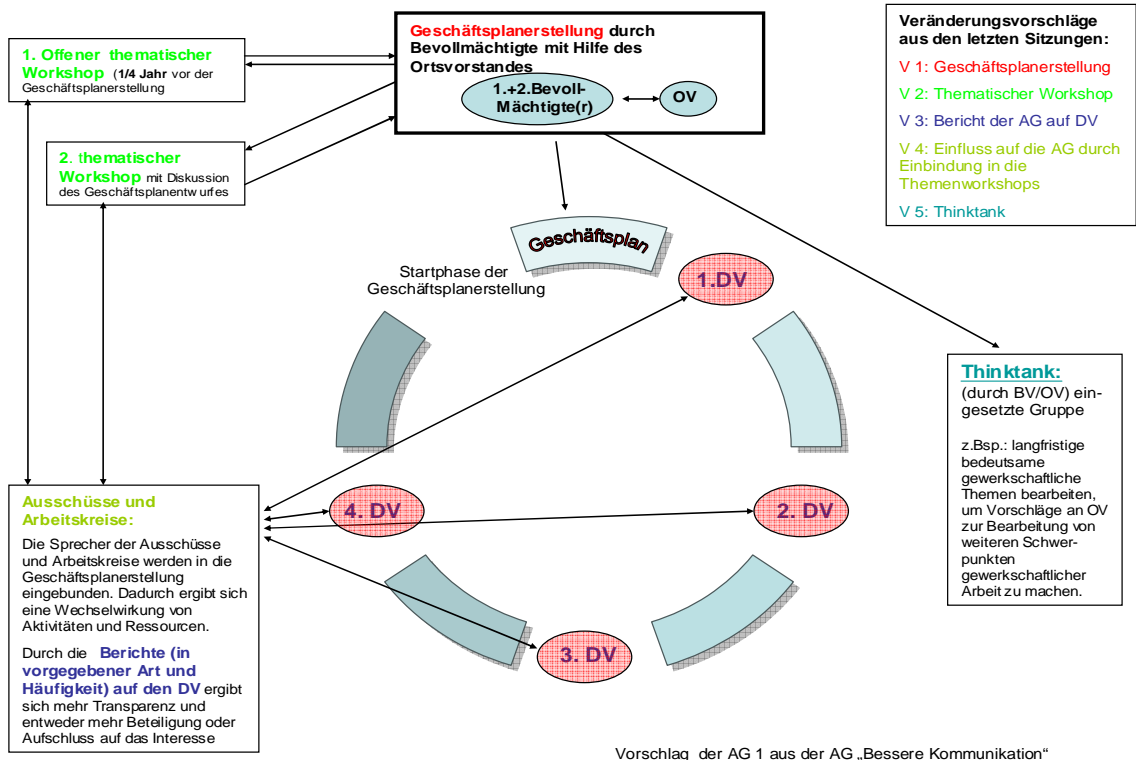 Geschäftsplanerstellung durch
Bevollmächtigte mit Hilfe des
Ortsvorstandes
1.+2.Bevoll-
Mächtigte(r)
OV
1. Offener thematischer
Workshop (1/4 Jahr vor der
Geschäftsplanerstellung
2. thematischer
Workshop mit Diskussion
des Geschäftsplanentwurfes
Veränderungsvorschläge
aus den letzten Sitzungen:
V 1: Geschäftsplanerstellung
V 2: Thematischer Workshop
V 3: Bericht der AG auf DV
V 4: Einfluss auf die AG durch
Einbindung in die
Themenworkshops
V 5: Thinktank
Geschäftsplan
Startphase der
Geschäftsplanerstellung
1.DV
2. DV
3. DV
4. DV
Thinktank:
(durch BV/OV) ein-
gesetzte Gruppe
z.Bsp.: langfristige
bedeutsame
gewerkschaftliche
Themen bearbeiten,
um Vorschläge an OV
zur Bearbeitung von
weiteren Schwer-
punkten
gewerkschaftlicher
Arbeit zu machen.
Ausschüsse und
Arbeitskreise:
Die Sprecher der Ausschüsse
und Arbeitskreise werden in die
Geschäftsplanerstellung
eingebunden. Dadurch ergibt sich
eine Wechselwirkung von
Aktivitäten und Ressourcen.
Durch die Berichte (in
vorgegebener Art und
Häufigkeit) auf den DV ergibt
sich mehr Transparenz und
entweder mehr Beteiligung oder
Aufschluss auf das Interesse
Vorschlag der AG 1 aus der AG „Bessere Kommunikation“